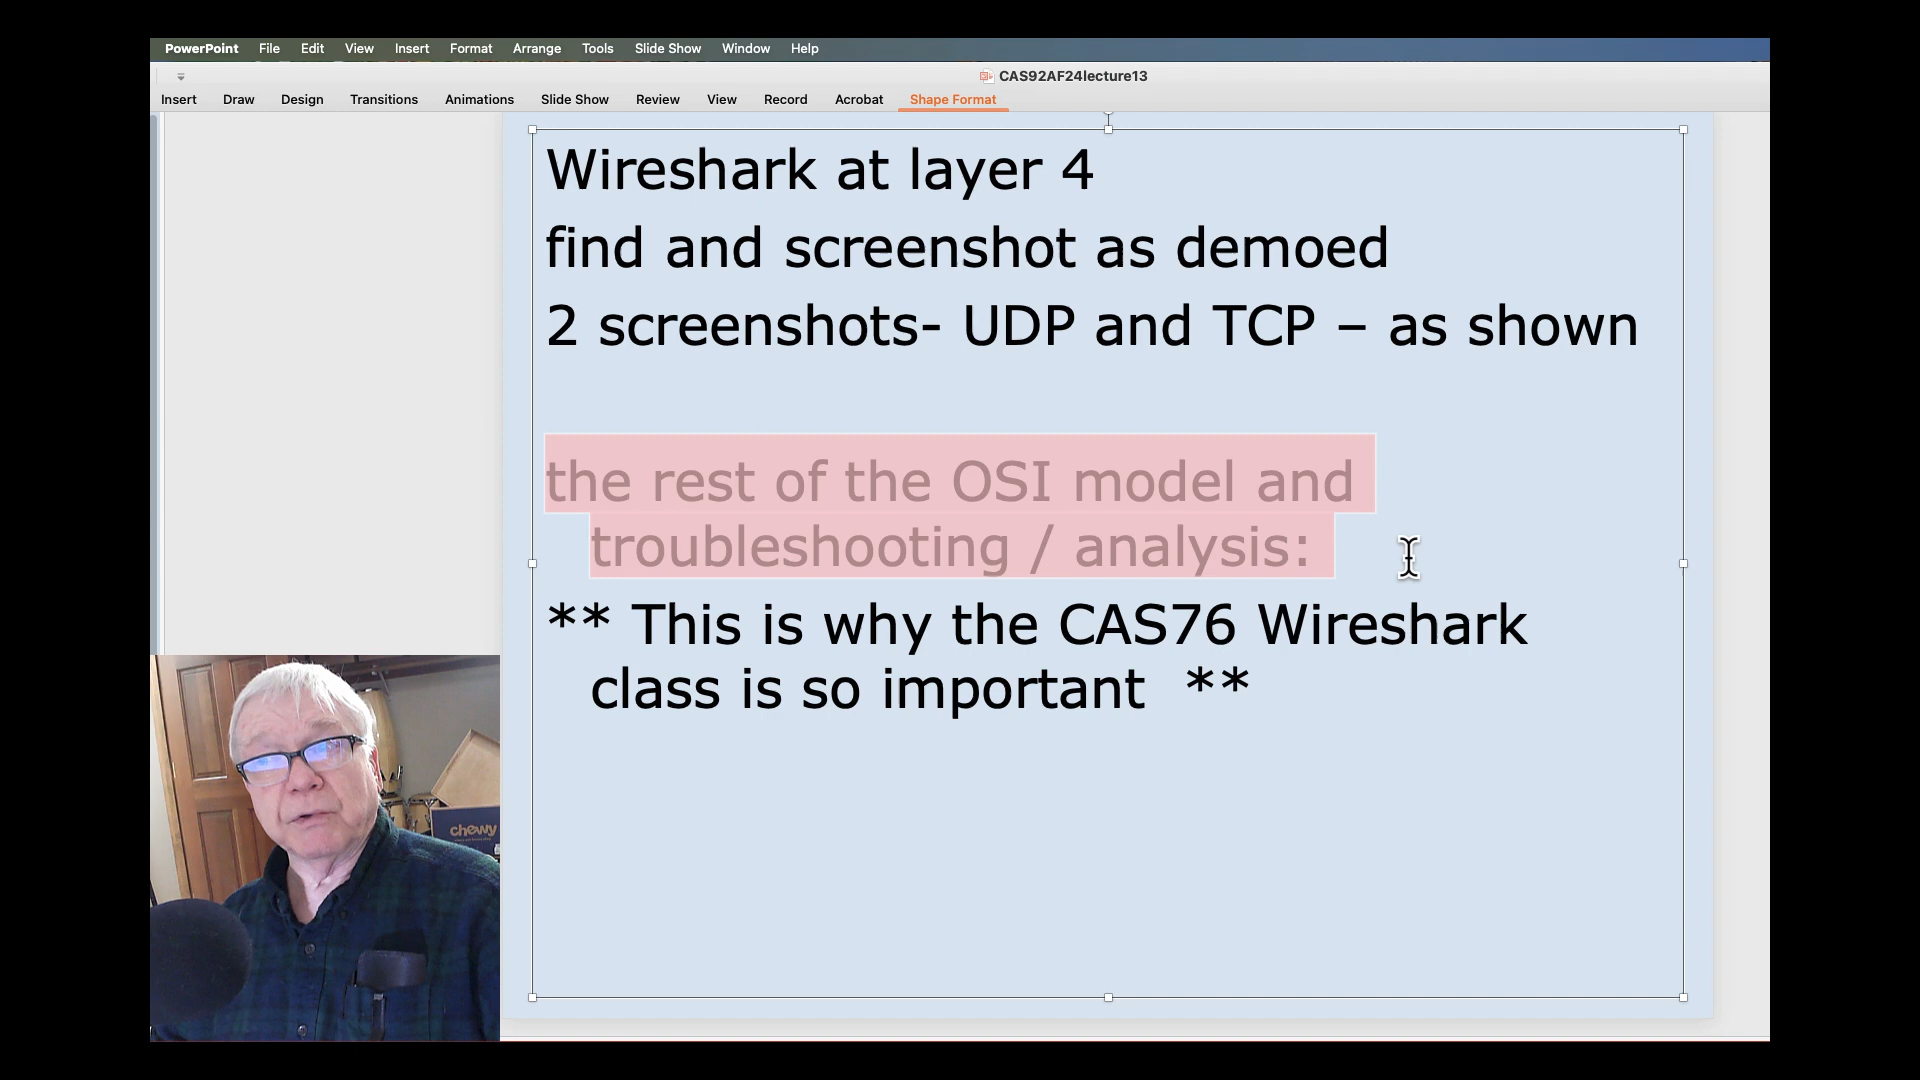 PowerPoint File Edit View Insert Format Arrange Tools Slide Show Window Help
CAS92AF24lecture13
Insert Draw Design Transitions Animations Slide Show Review View Record Acrobat Shape Format
Wireshark at layer 4
find and screenshot as demoed
2 screenshots- UDP and TCP – as shown
the rest of the OSI model and
troubleshooting / analysis:
** This is why the CAS76 Wireshark
class is so important **
chewy